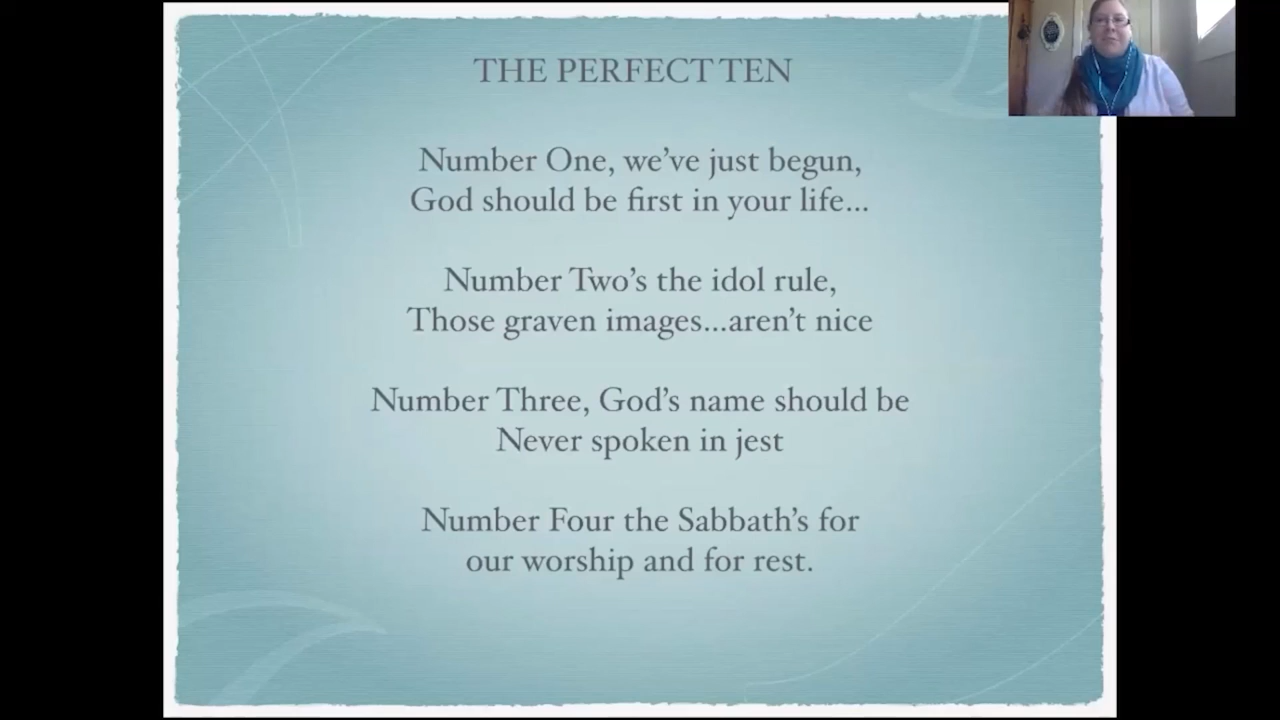 THE PERFECT TEN
Number One, we’ve just begun,
God should be first in your life...
Number Two’s the idol rule,
Those graven images...aren’t nice
Number Three, God’s name should be
Never spoken in jest
Number Four the Sabbath’s for
our worship and for rest.